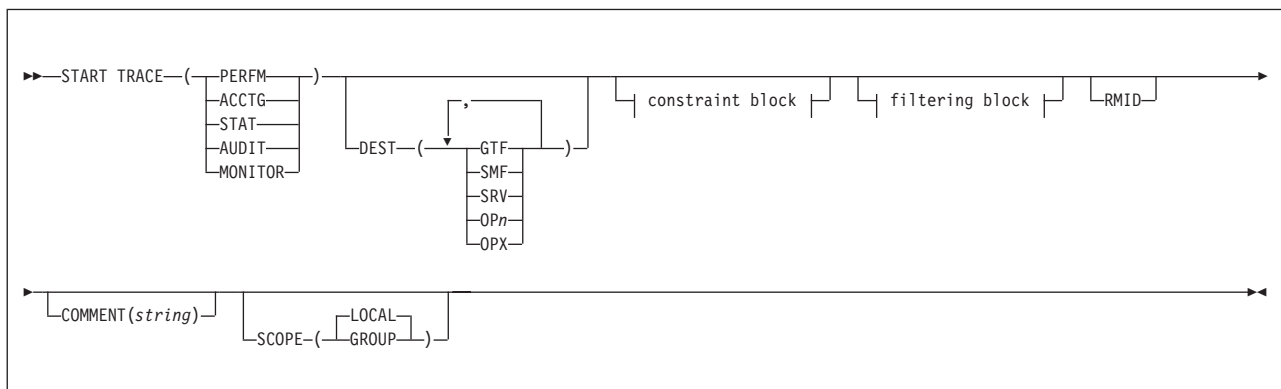 START TRACE ( PERFM )
ACCTG
STAT
AUDIT
MONITOR
DEST ( , GTF )
SMF
SRV
OPn
OPX
constraint block
filtering block
RMID
COMMENT(string)
SCOPE ( LOCAL )
GROUP